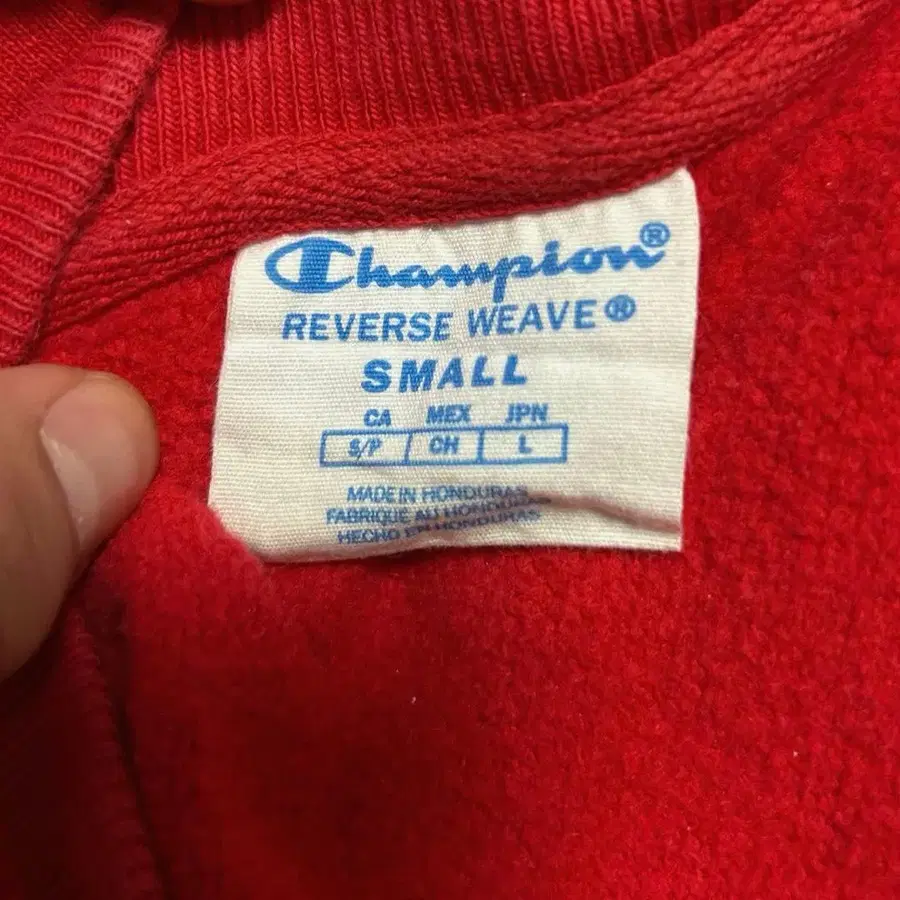 Champion®
REVERSE WEAVE®
SMALL
CA MEX JPN
S/P CH L
MADE IN HONDURAS
FABRIQUE AU HONDURAS
HECHO EN HONDURAS